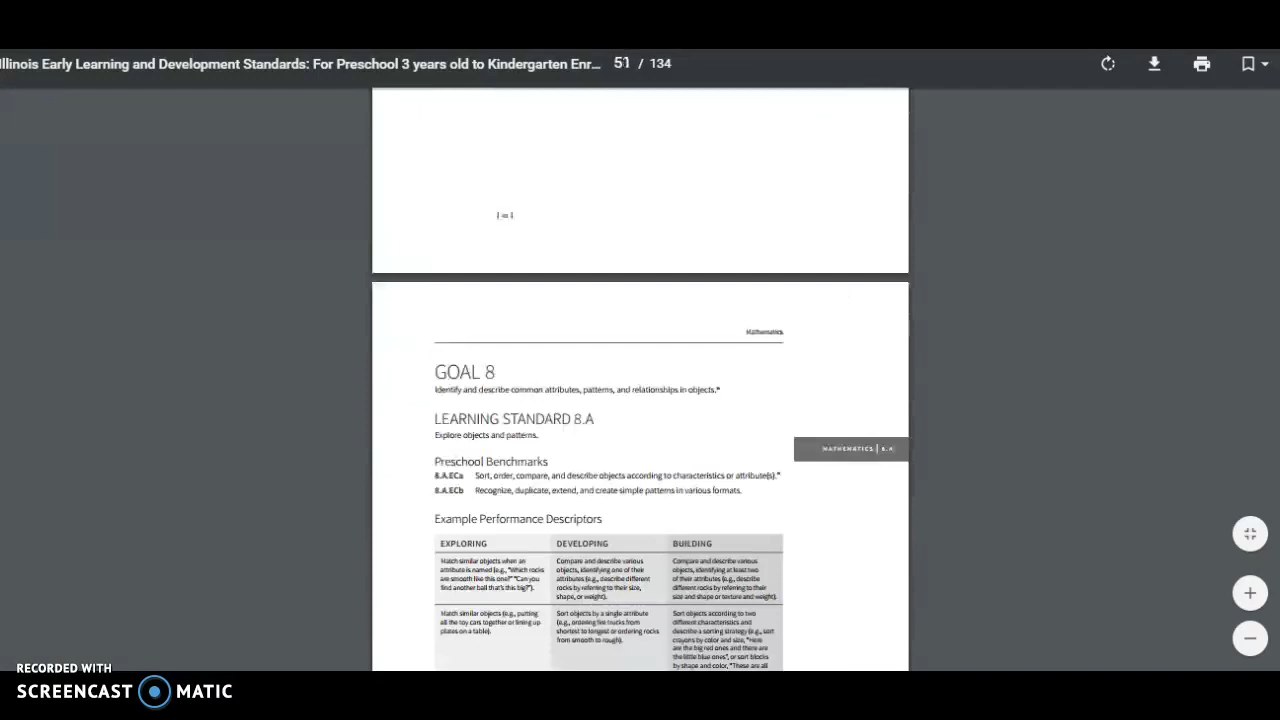 Illinois Early Learning and Development Standards: For Preschool 3 years old to Kindergarten Enr... 51 / 134
Mathematics
GOAL 8
Identify and describe common attributes, patterns, and relationships in objects.*
LEARNING STANDARD 8.A
Explore objects and patterns.
MATHEMATICS | 8.A
Preschool Benchmarks
8.A.ECa Sort, order, compare, and describe objects according to characteristics or attribute(s).*
8.A.ECb Recognize, duplicate, extend, and create simple patterns in various formats.
Example Performance Descriptors
EXPLORING DEVELOPING BUILDING
Match similar objects when an
attribute is named (e.g., "Which rocks
are smooth like this one?" "Can you
find another ball that's this big?").
Compare and describe various
objects, identifying one of their
attributes (e.g., describe different
rocks by referring to their size,
shape, or weight).
Compare and describe various
objects, identifying at least two
of their attributes (e.g., describe
different rocks by referring to their
size and shape or texture and weight).
Match similar objects (e.g., putting
all the toy cars together or lining up
plates on a table).
Sort objects by a single attribute
(e.g., ordering fire trucks from
shortest to longest or ordering rocks
from smooth to rough).
Sort objects according to two
different characteristics and
describe a sorting strategy (e.g., sort
crayons by color and size, "Here
are the big red ones and there are
the little blue ones", or sort blocks
by shape and color, "These are all
RECORDED WITH
SCREENCAST MATIC